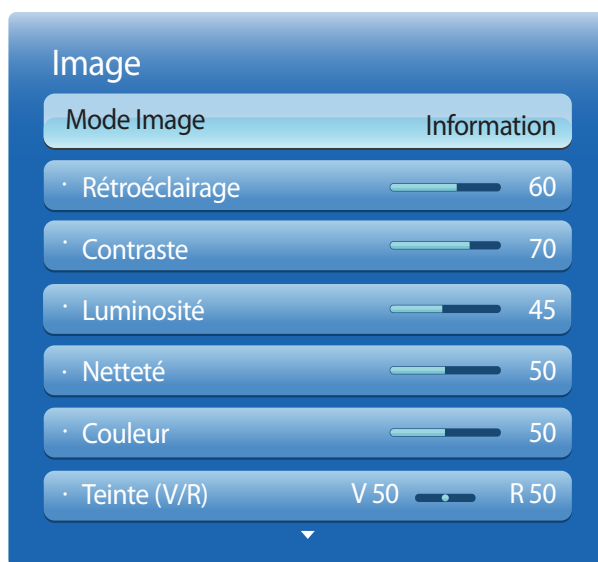 Image
Mode Image Information
· Rétroéclairage 60
· Contraste 70
· Luminosité 45
· Netteté 50
· Couleur 50
· Teinte (V/R) V 50 R 50